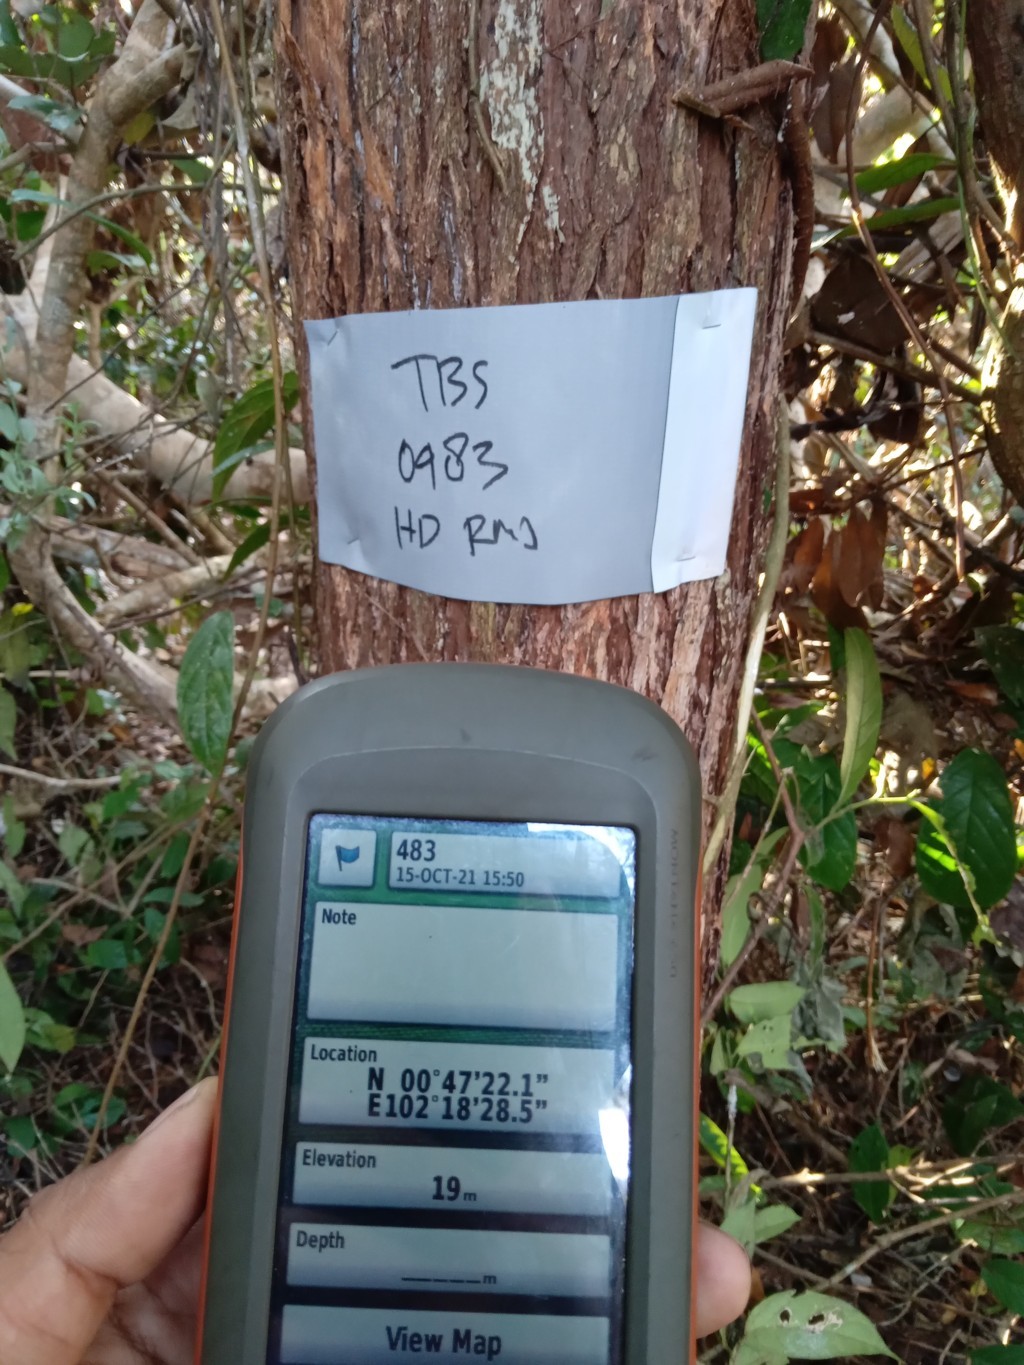 TBS
0983
HD RMJ
483
15-OCT-21 15:50
Note
Location
N 00°47'22.1"
E102°18'28.5"
Elevation
19m
Depth
_____m
View Map